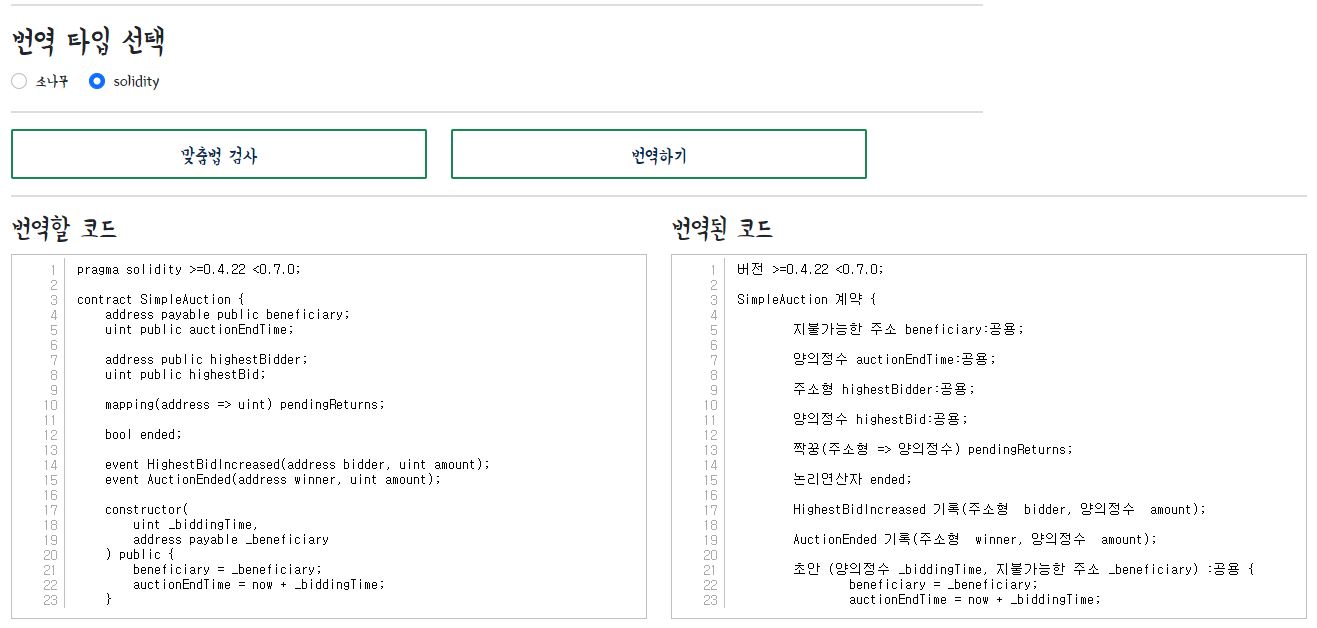 번역 타입 선택
소나무 solidity
맞춤법 검사 번역하기
번역할 코드
1 pragma solidity >=0.4.22 <0.7.0;
2
3 contract SimpleAuction {
4 address payable public beneficiary;
5 uint public auctionEndTime;
6
7 address public highestBidder;
8 uint public highestBid;
9
10 mapping(address => uint) pendingReturns;
11
12 bool ended;
13
14 event HighestBidIncreased(address bidder, uint amount);
15 event AuctionEnded(address winner, uint amount);
16
17 constructor(
18 uint _biddingTime,
19 address payable _beneficiary
20 ) public {
21 beneficiary = _beneficiary;
22 auctionEndTime = now + _biddingTime;
23 }
번역된 코드
1 버전 >=0.4.22 <0.7.0;
2
3 SimpleAuction 계약 {
4
5 지불가능한 주소 beneficiary:공용;
6
7 양의정수 auctionEndTime:공용;
8
9 주소형 highestBidder:공용;
10
11 양의정수 highestBid:공용;
12
13 짝꿍(주소형 => 양의정수) pendingReturns;
14
15 논리연산자 ended;
16
17 HighestBidIncreased 기록(주소형  bidder, 양의정수  amount);
18
19 AuctionEnded 기록(주소형  winner, 양의정수  amount);
20
21 초안 (양의정수 _biddingTime, 지불가능한 주소 _beneficiary) :공용 {
22 beneficiary = _beneficiary;
23 auctionEndTime = now + _biddingTime;